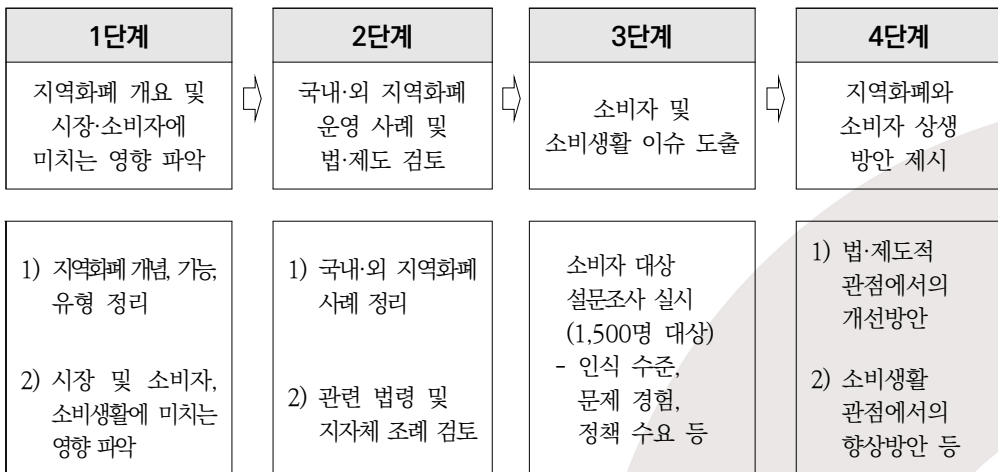 1단계
지역화폐 개요 및
시장·소비자에
미치는 영향 파악
2단계
국내·외 지역화폐
운영 사례 및
법·제도 검토
3단계
소비자 및
소비생활 이슈 도출
4단계
지역화폐와
소비자 상생
방안 제시
1) 지역화폐 개념, 기능,
유형 정리
2) 시장 및 소비자,
소비생활에 미치는
영향 파악
1) 국내·외 지역화폐
사례 정리
2) 관련 법령 및
지자체 조례 검토
소비자 대상
설문조사 실시
(1,500명 대상)
- 인식 수준,
문제 경험,
정책 수요 등
1) 법·제도적
관점에서의
개선방안
2) 소비생활
관점에서의
향상방안 등